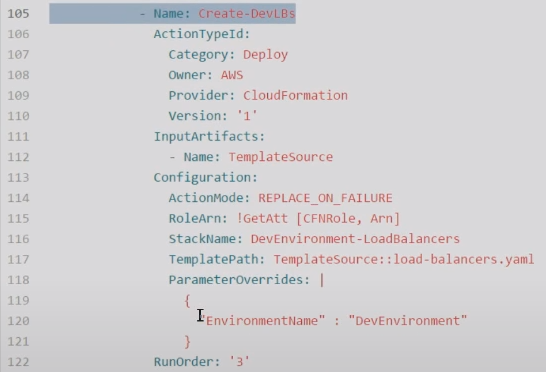 105 - Name: Create-DevLBs
106 ActionTypeId:
107 Category: Deploy
108 Owner: AWS
109 Provider: CloudFormation
110 Version: '1'
111 InputArtifacts:
112 - Name: TemplateSource
113 Configuration:
114 ActionMode: REPLACE_ON_FAILURE
115 RoleArn: !GetAtt [CFNRole, Arn]
116 StackName: DevEnvironment-LoadBalancers
117 TemplatePath: TemplateSource::load-balancers.yaml
118 ParameterOverrides: |
119 {
120 "EnvironmentName" : "DevEnvironment"
121 }
122 RunOrder: '3'